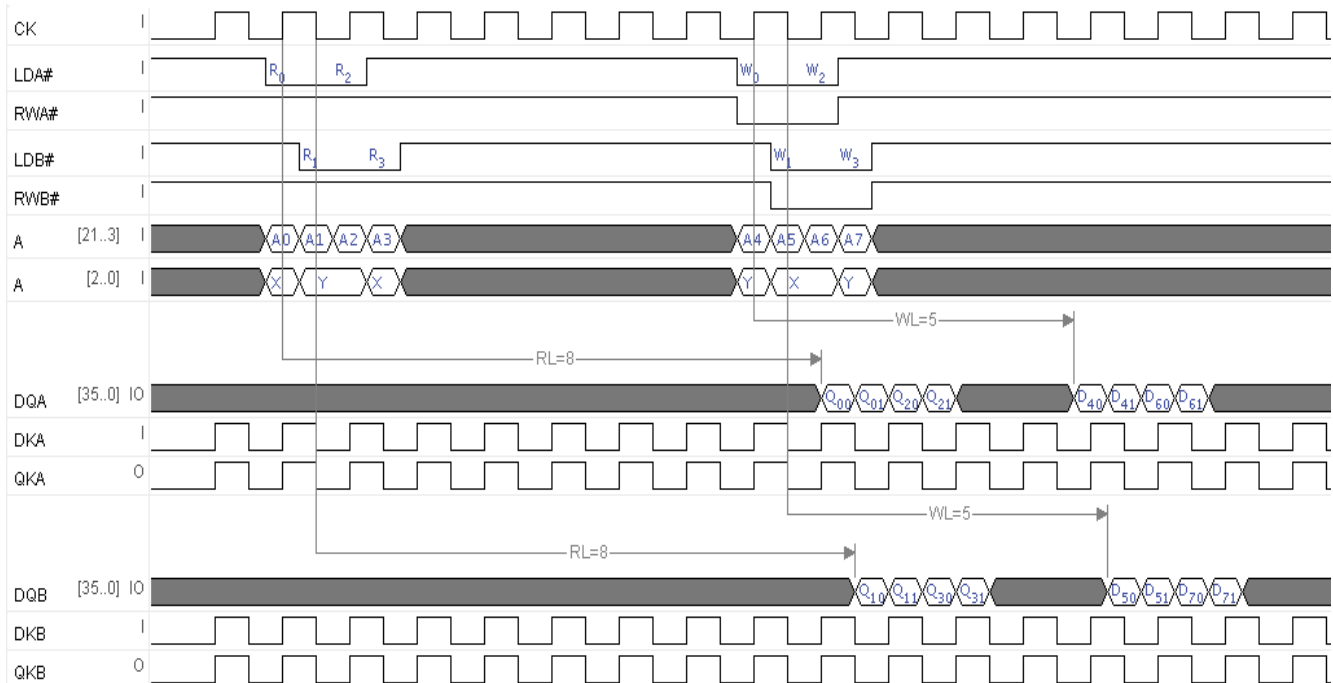 CK I
LDA# I R0 R2 W0 W2
RWA# I
LDB# I R1 R3 W1 W3
RWB# I
A [21..3] I A0 A1 A2 A3 A4 A5 A6 A7
A [2..0] I X Y X Y X Y
WL=5
RL=8
DQA [35..0] IO Q00 Q01 Q20 Q21 D40 D41 D60 D61
DKA I
QKA O
WL=5
RL=8
DQB [35..0] IO Q10 Q11 Q30 Q31 D50 D51 D70 D71
DKB I
QKB O